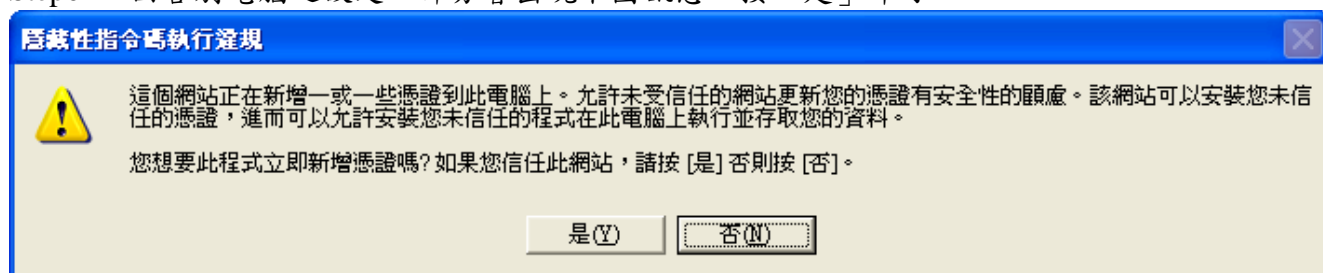 隱藏性指令碼執行違規
這個網站正在新增一或一些憑證到此電腦上。允許未受信任的網站更新您的憑證有安全性的顧慮。該網站可以安裝您未信
任的憑證，進而可以允許安裝您未信任的程式在此電腦上執行並存取您的資料。
您想要此程式立即新增憑證嗎? 如果您信任此網站，請按 [是] 否則按 [否]。
是(Y)
否(N)